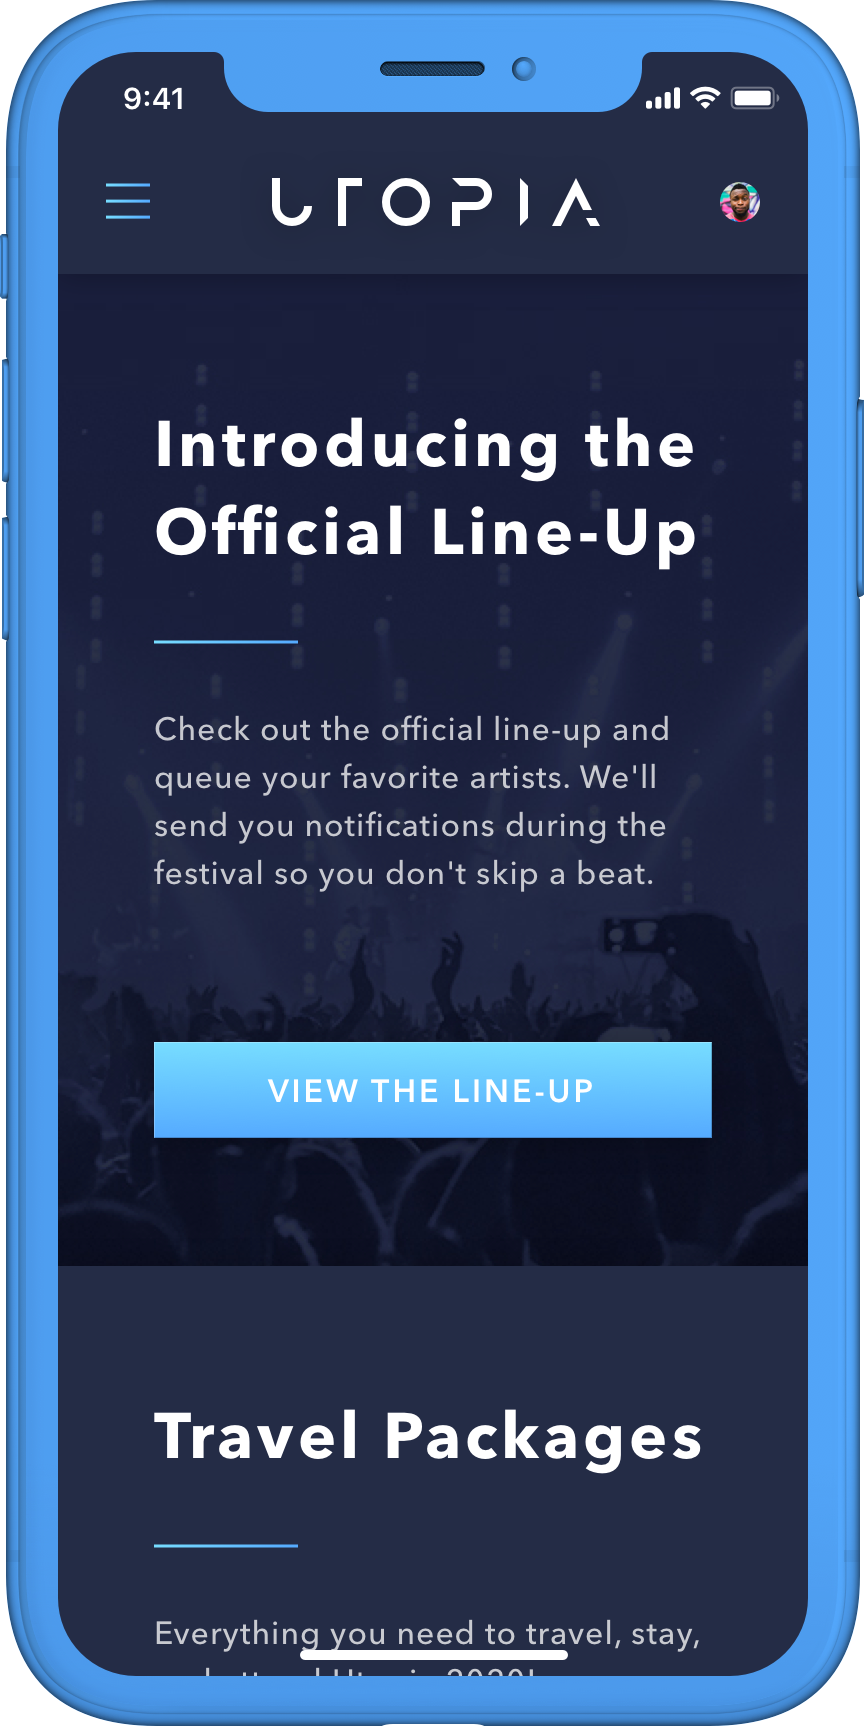 9:41
UTOPIA
Introducing the
Official Line-Up
Check out the official line-up and
queue your favorite artists. We'll
send you notifications during the
festival so you don't skip a beat.
VIEW THE LINE-UP
Travel Packages
Everything you need to travel, stay,
Utopia 2020!